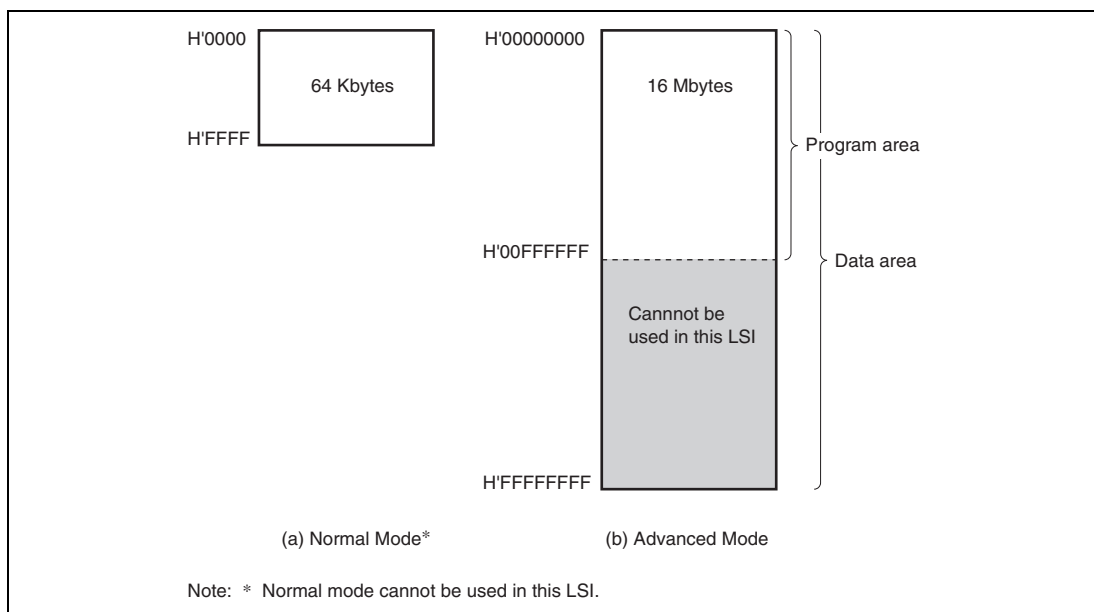 H'0000
64 Kbytes
H'FFFF
(a) Normal Mode*
H'00000000
16 Mbytes
Program area
H'00FFFFFF
Data area
Cannnot be
used in this LSI
H'FFFFFFFF
(b) Advanced Mode
Note: * Normal mode cannot be used in this LSI.